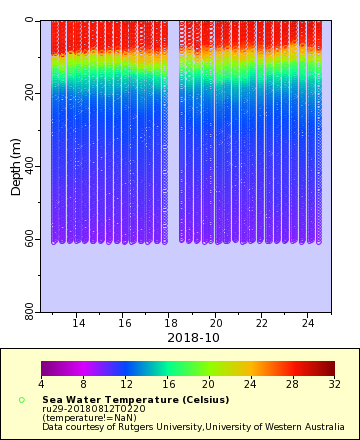 0
200
400
600
800
Depth (m)
14 16 18 20 22 24
2018-10
4 8 12 16 20 24 28 32
Sea Water Temperature (Celsius)
ru29-20180812T0220
(temperature!=NaN)
Data courtesy of Rutgers University,University of Western Australia